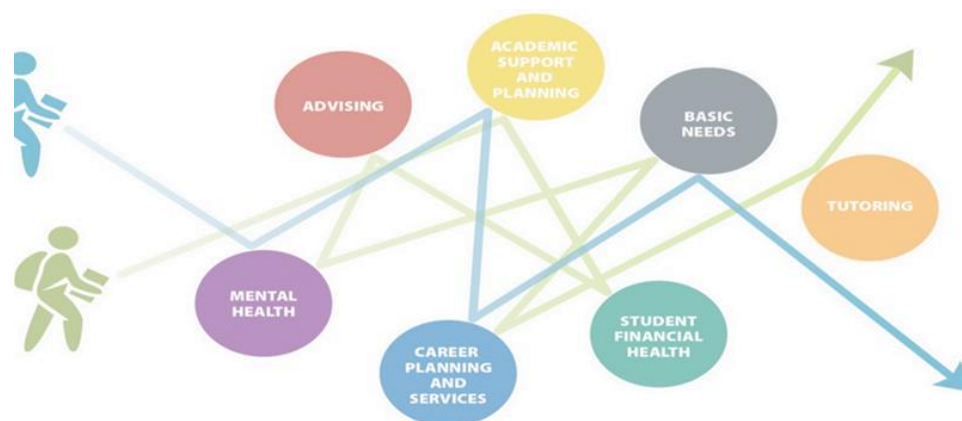 ACADEMIC
SUPPORT
AND
PLANNING
ADVISING
BASIC
NEEDS
TUTORING
MENTAL
HEALTH
STUDENT
FINANCIAL
HEALTH
CAREER
PLANNING
AND
SERVICES